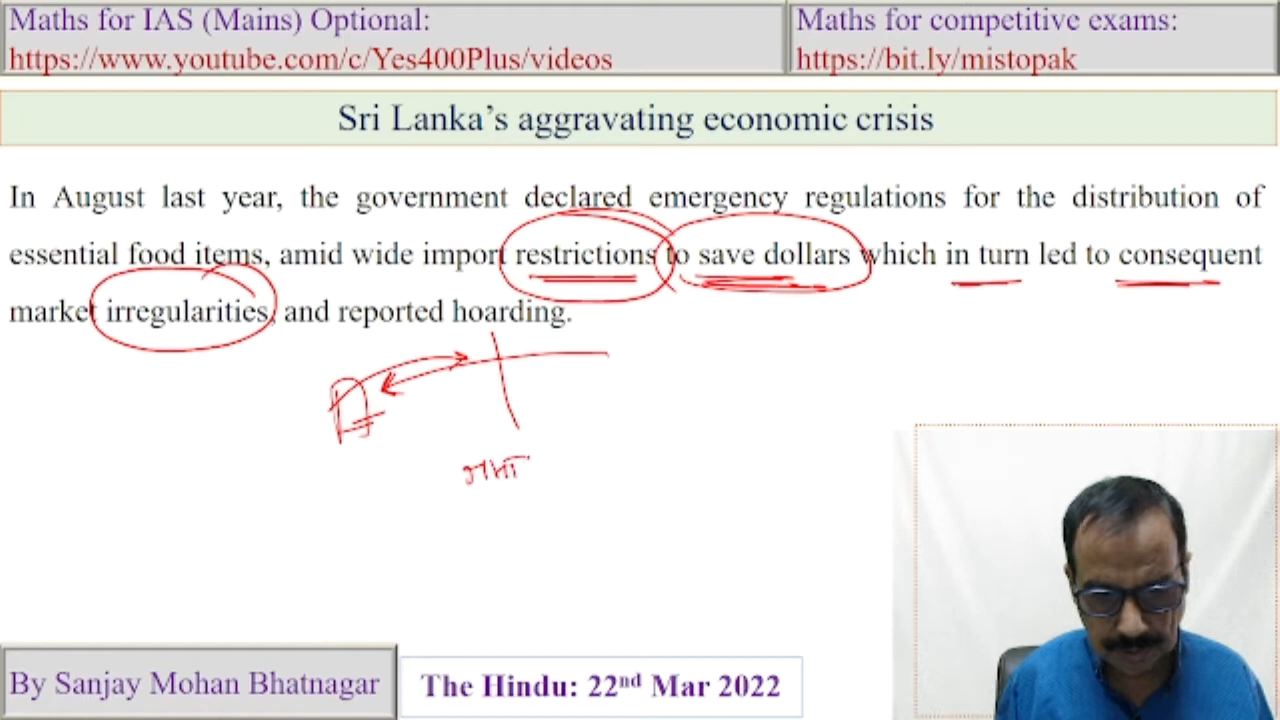 Maths for IAS (Mains) Optional:
https://www.youtube.com/c/Yes400Plus/videos
Maths for competitive exams:
https://bit.ly/mistopak
Sri Lanka’s aggravating economic crisis
In August last year, the government declared emergency regulations for the distribution of
essential food items, amid wide import restrictions to save dollars which in turn led to consequent
market irregularities, and reported hoarding.
By Sanjay Mohan Bhatnagar
The Hindu: 22nd Mar 2022